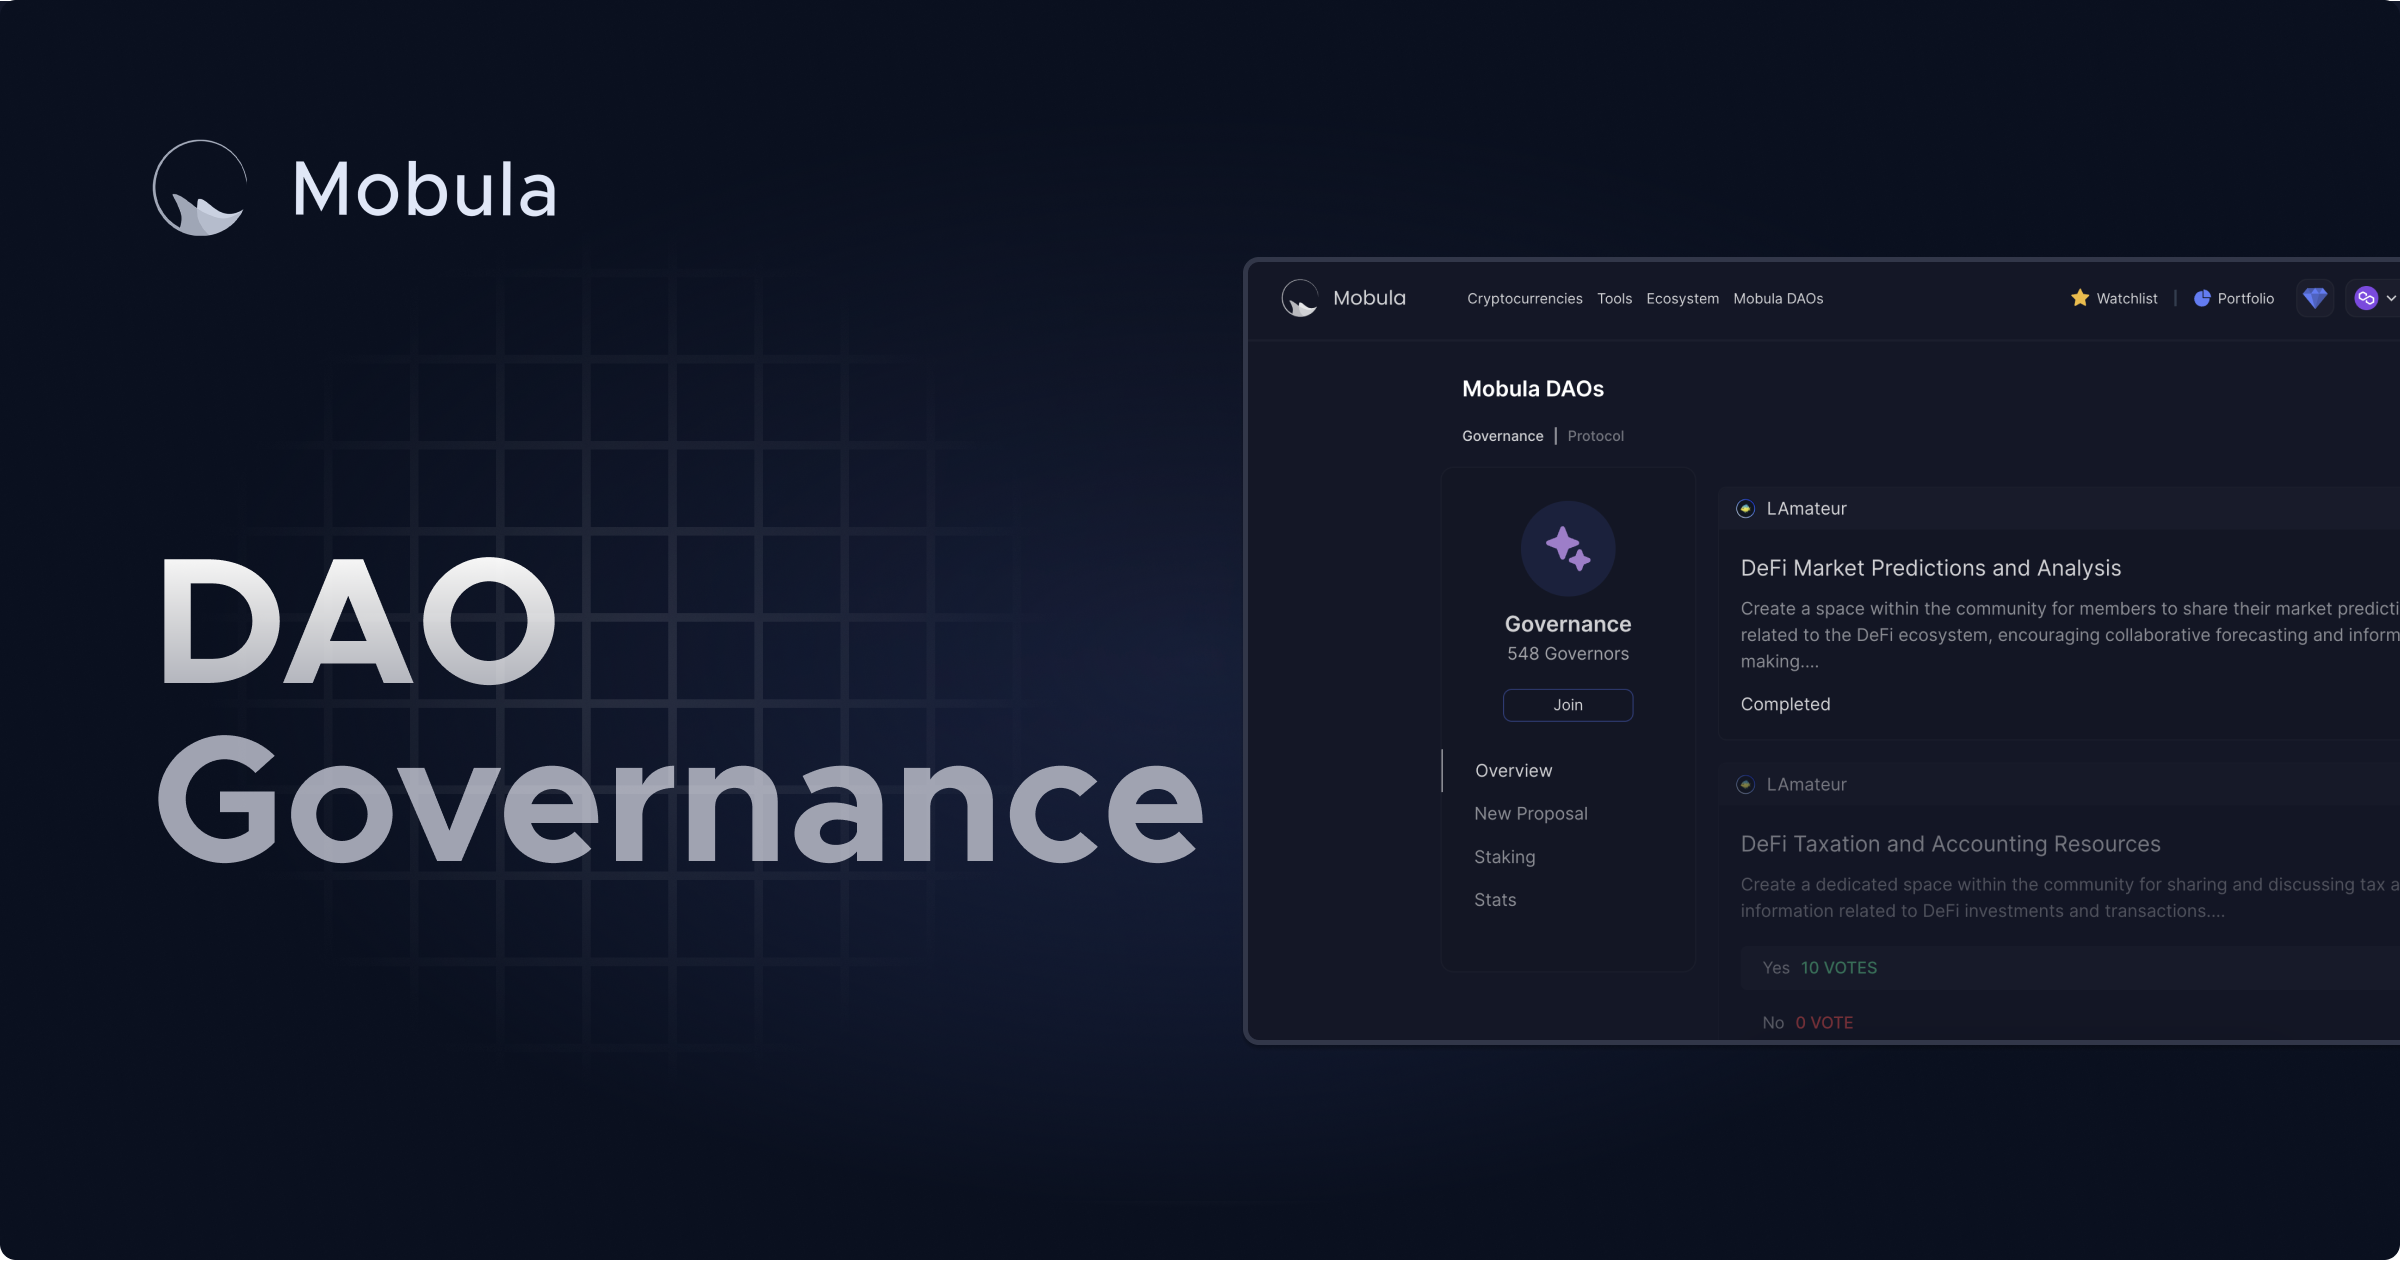 Mobula
DAO
Governance
Mobula
Cryptocurrencies Tools Ecosystem Mobula DAOs
Watchlist | Portfolio
Mobula DAOs
Governance | Protocol
Governance
548 Governors
Join
Overview
New Proposal
Staking
Stats
LAmateur
DeFi Market Predictions and Analysis
Create a space within the community for members to share their market predicti
related to the DeFi ecosystem, encouraging collaborative forecasting and inform
making....
Completed
LAmateur
DeFi Taxation and Accounting Resources
Create a dedicated space within the community for sharing and discussing tax a
information related to DeFi investments and transactions....
Yes 10 VOTES
No 0 VOTE